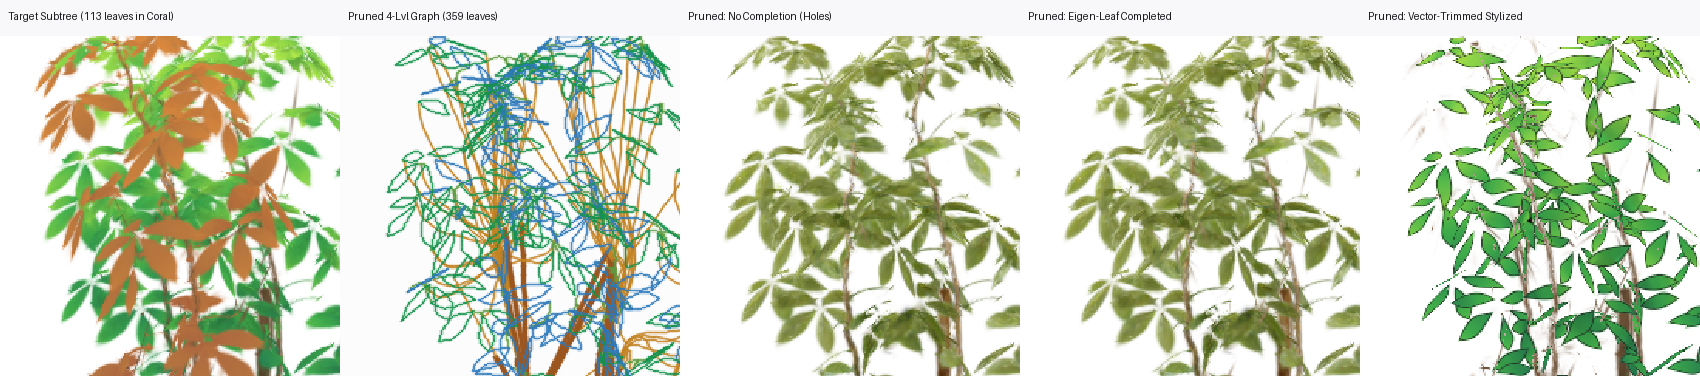 Target Subtree (113 leaves in Coral)
Pruned 4-Lvl Graph (359 leaves)
Pruned: No Completion (Holes)
Pruned: Eigen-Leaf Completed
Pruned: Vector-Trimmed Stylized